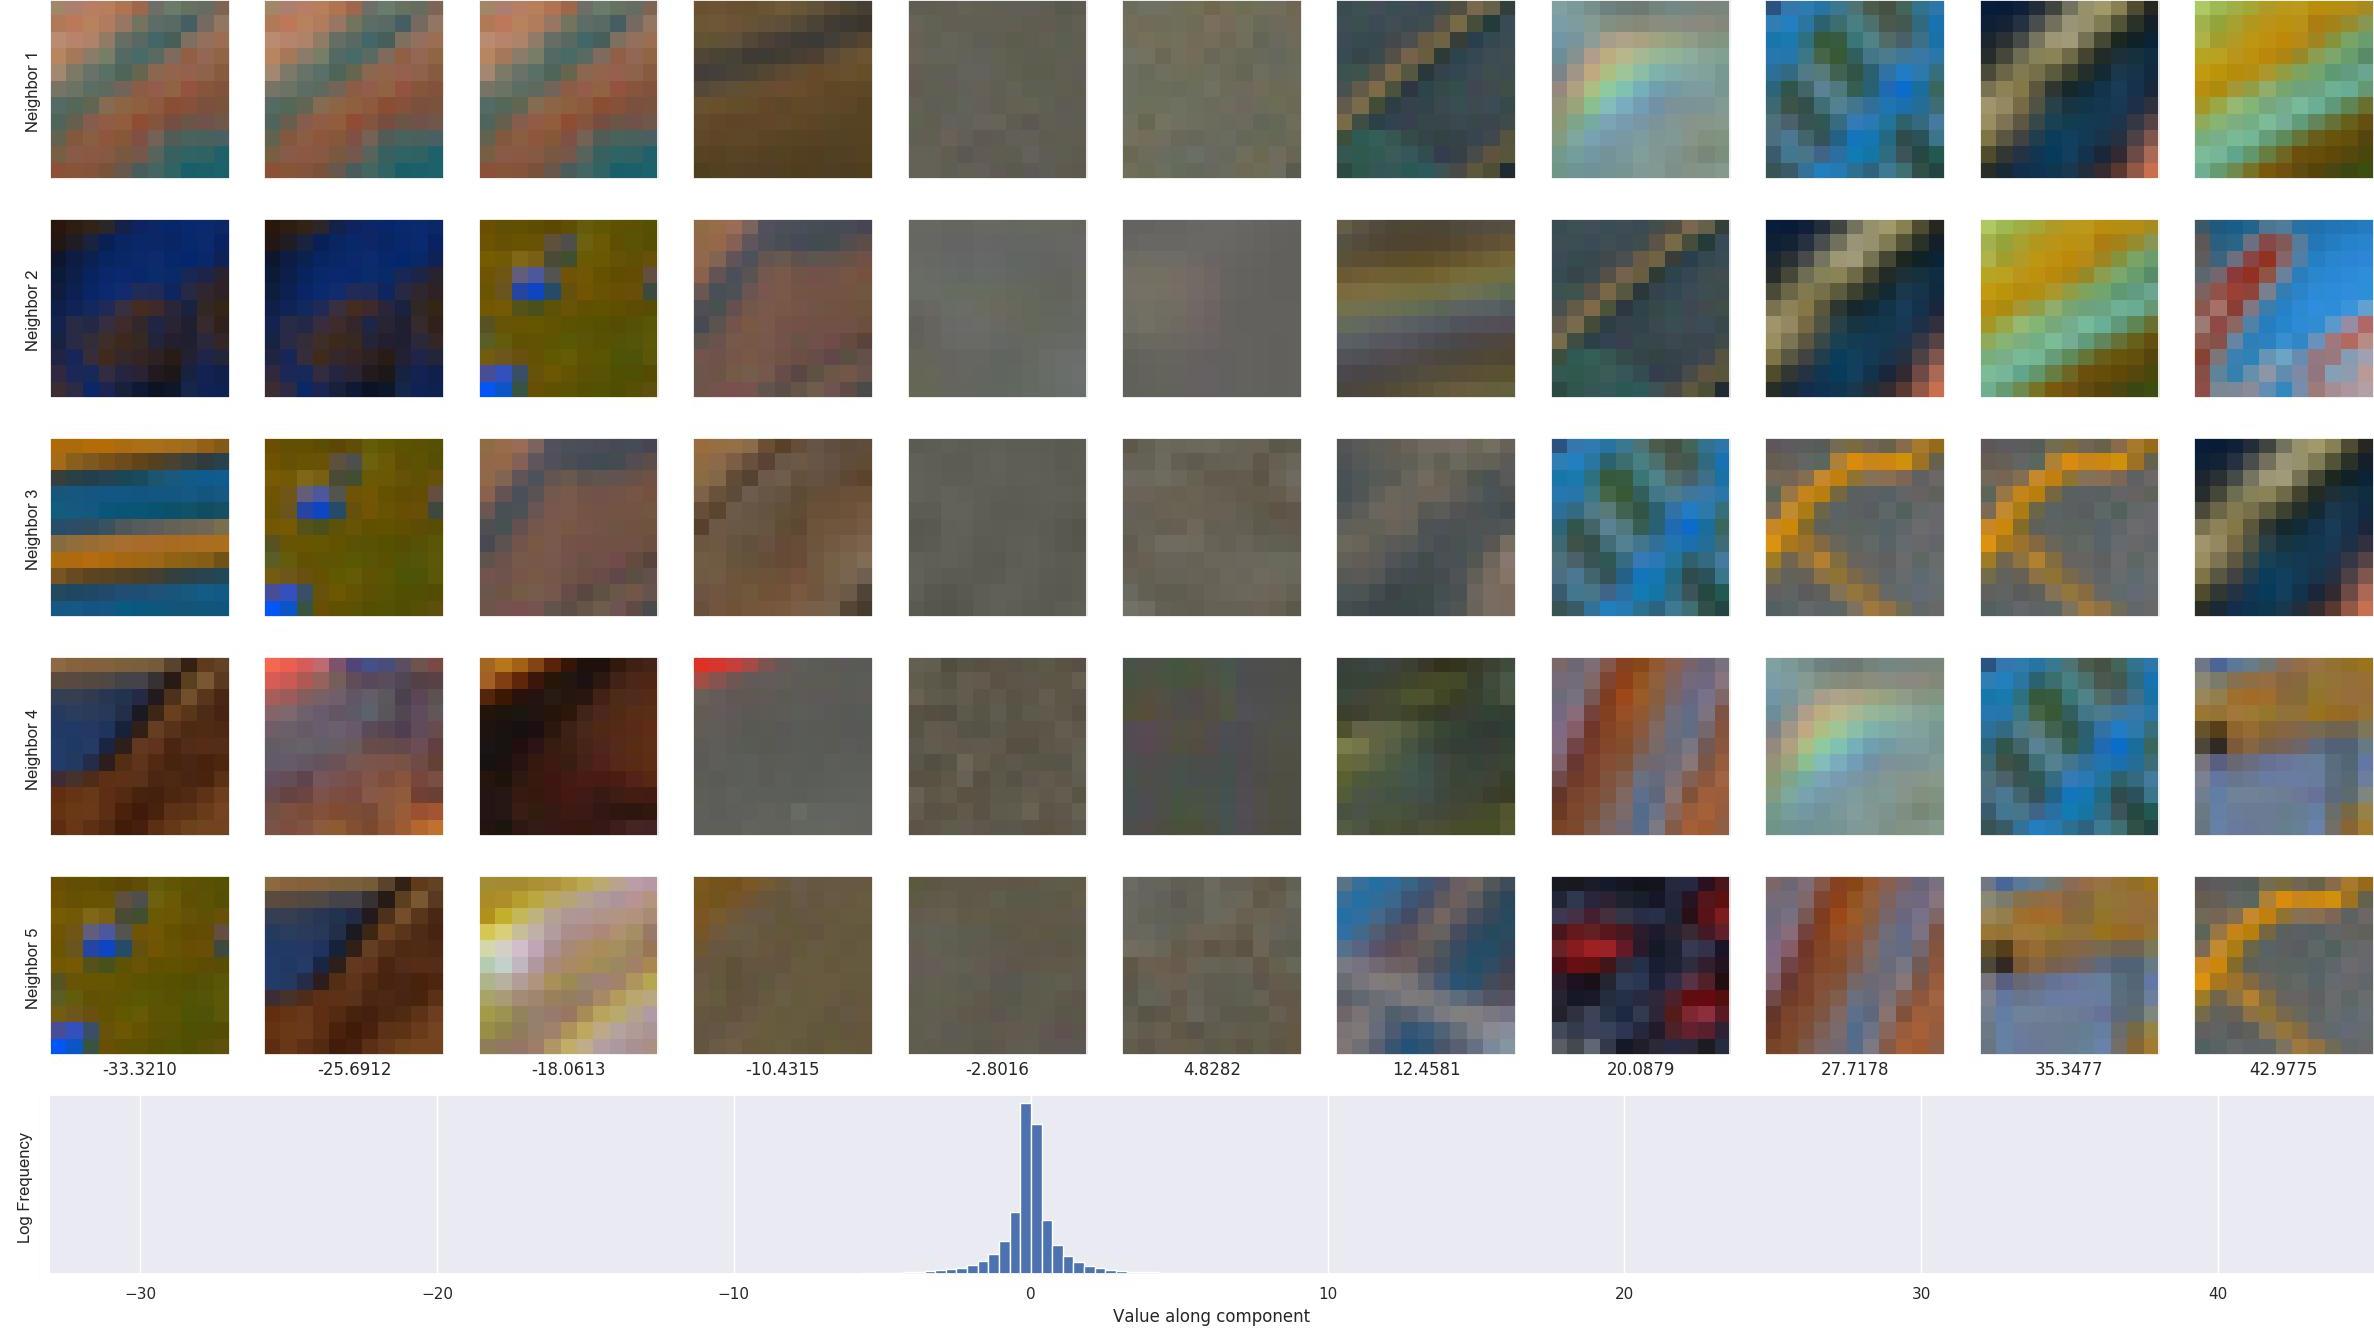 Neighbor 1
Neighbor 2
Neighbor 3
Neighbor 4
Neighbor 5
-33.3210 -25.6912 -18.0613 -10.4315 -2.8016 4.8282 12.4581 20.0879 27.7178 35.3477 42.9775
Log Frequency
−30 −20 −10 0 10 20 30 40
Value along component